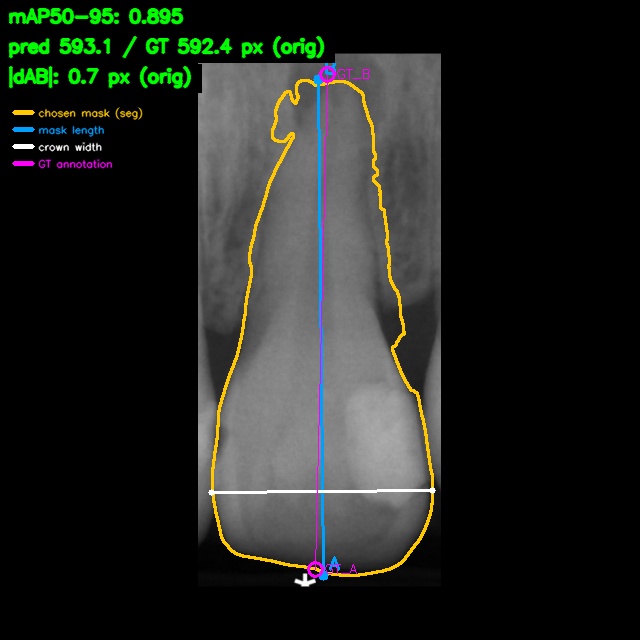 mAP50-95: 0.895
pred 593.1 / GT 592.4 px (orig)
|dAB|: 0.7 px (orig)
chosen mask (seg)
mask length
crown width
GT annotation
GT_B
A